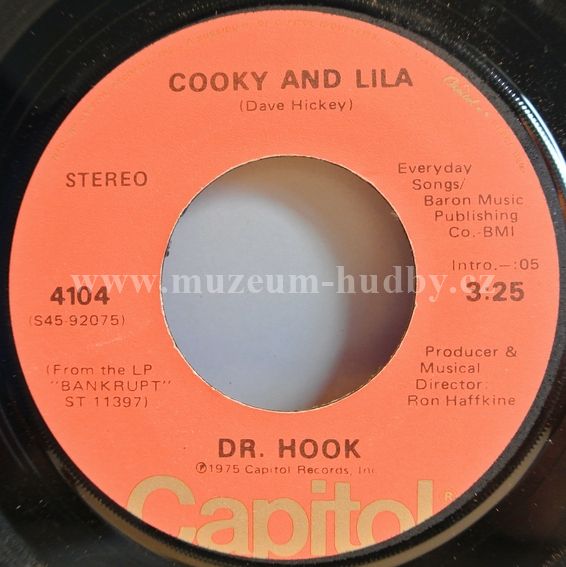 COOKY AND LILA
(Dave Hickey)
Capitol
STEREO
Everyday
Songs/
Baron Music
Publishing
Co.-BMI
Intro.-:05
www.muzeum-hudby.cz
4104
3:25
(S45-92075)
(From the LP
"BANKRUPT"
ST 11397)
Producer &
Musical
Director:
Ron Haffkine
DR. HOOK
℗1975 Capitol Records, Inc.
Capitol